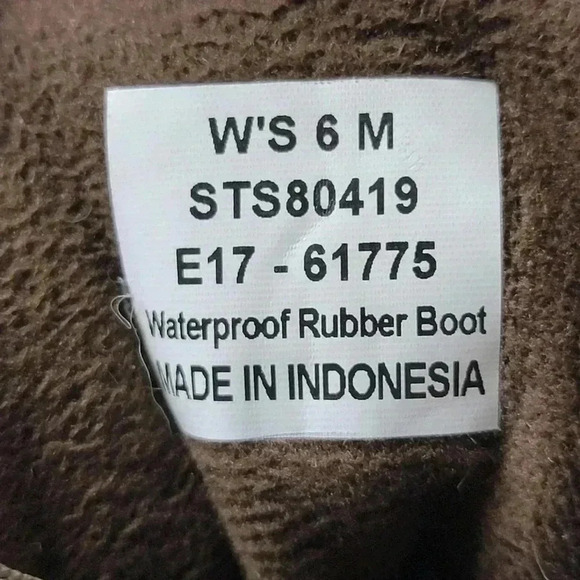 W'S 6 M
STS80419
E17 - 61775
Waterproof Rubber Boot
MADE IN INDONESIA